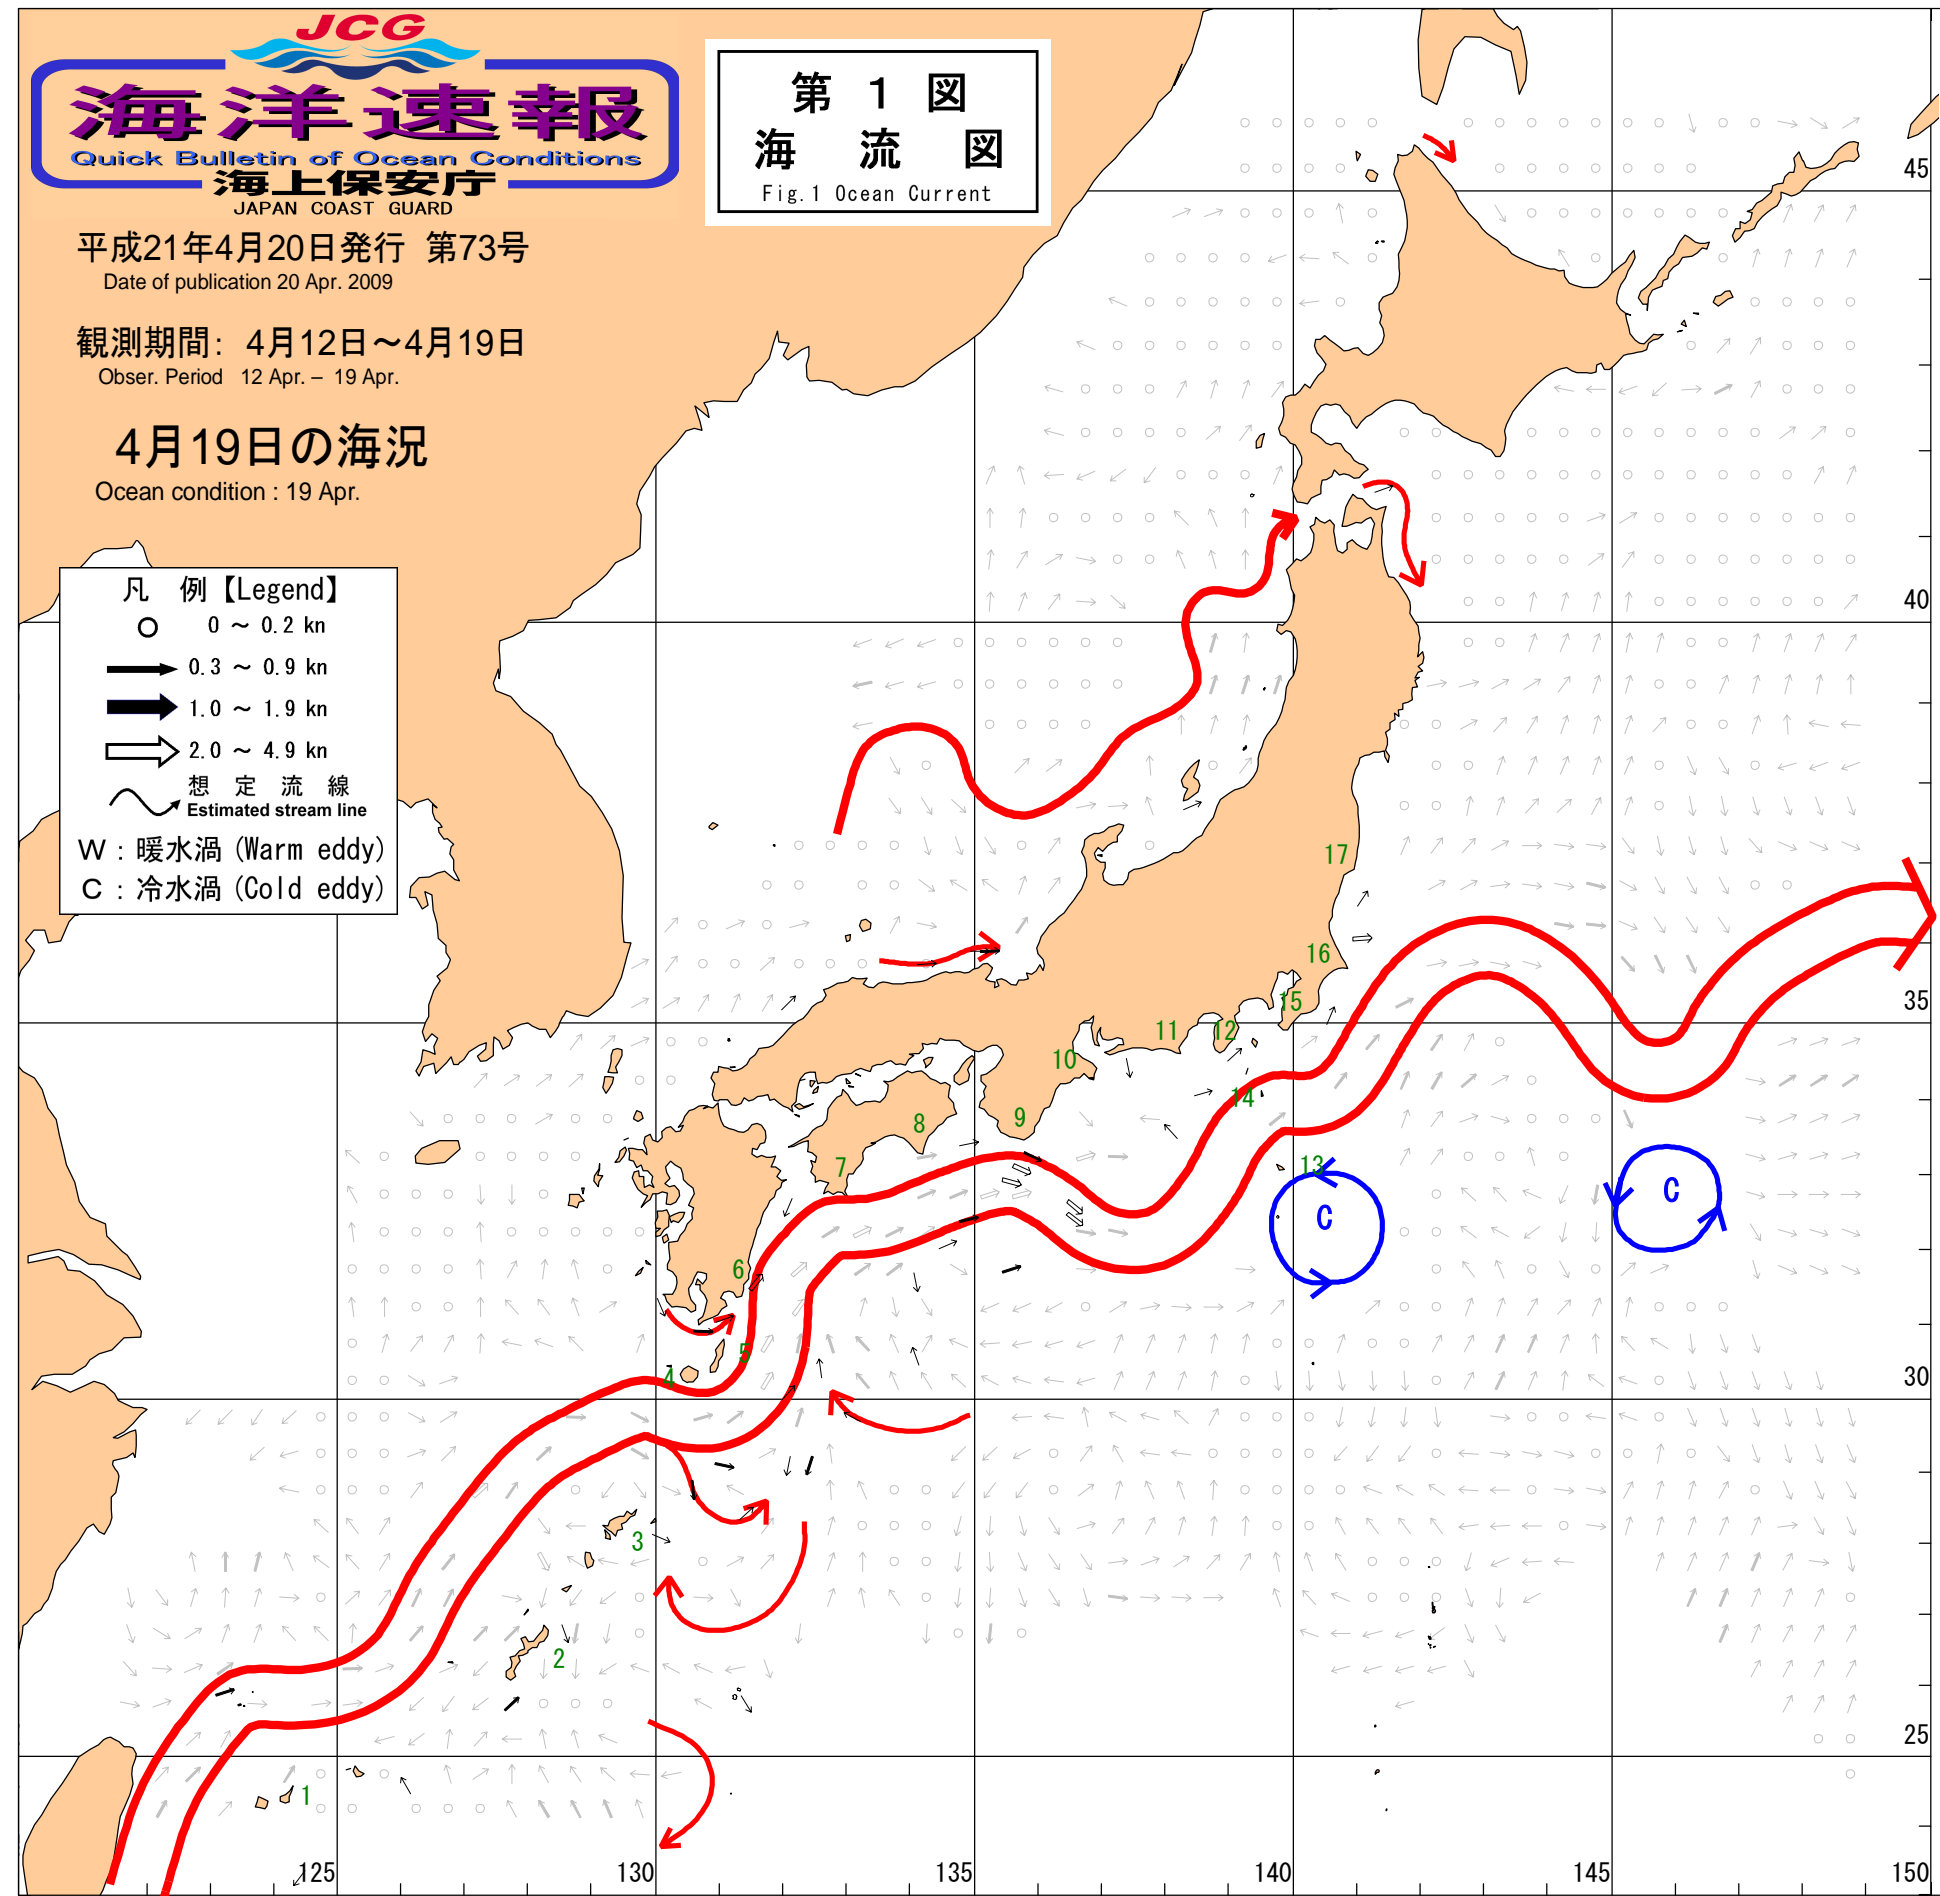 JCG
海洋速報
Quick Bulletin of Ocean Conditions
海上保安庁
JAPAN COAST GUARD
第 1 図
海 流 図
Fig.1 Ocean Current
平成21年4月20日発行 第73号
Date of publication 20 Apr. 2009
観測期間: 4月12日～4月19日
Obser. Period 12 Apr. – 19 Apr.
4月19日の海況
Ocean condition : 19 Apr.
凡 例【Legend】
0 ～ 0.2 kn
0.3 ～ 0.9 kn
1.0 ～ 1.9 kn
2.0 ～ 4.9 kn
想 定 流 線
Estimated stream line
W : 暖水渦 (Warm eddy)
C : 冷水渦 (Cold eddy)
45
40
17
16
35
15
11
12
10
14
9
8
7
13
C
C
6
5
4
30
3
2
25
1
125
130
135
140
145
150